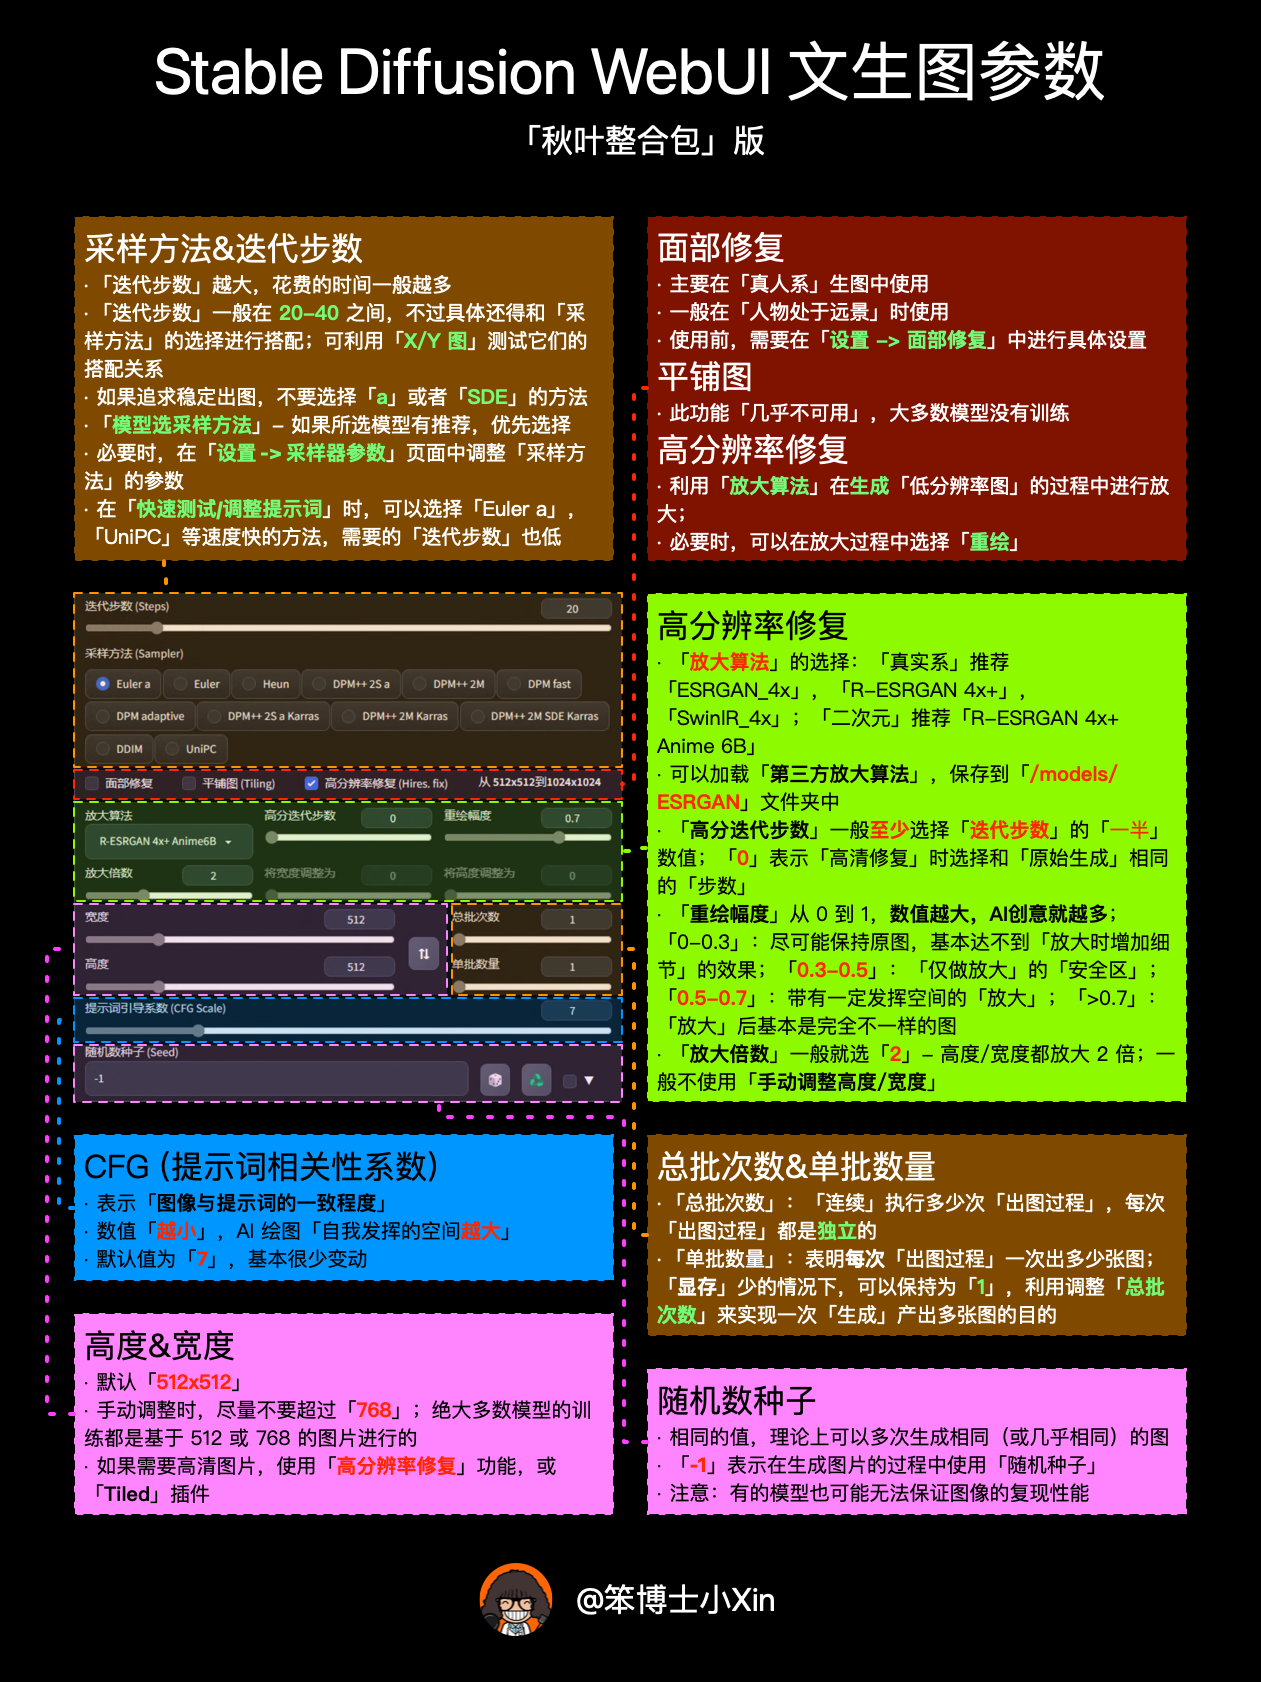 Stable Diffusion WebUI 文生图参数
「秋叶整合包」版
采样方法&迭代步数
· 「迭代步数」越大，花费的时间一般越多
· 「迭代步数」一般在 20-40 之间，不过具体还得和「采
样方法」的选择进行搭配；可利用「X/Y 图」测试它们的
搭配关系
· 如果追求稳定出图，不要选择「a」或者「SDE」的方法
· 「模型选采样方法」- 如果所选模型有推荐，优先选择
· 必要时，在「设置 -> 采样器参数」页面中调整「采样方
法」的参数
· 在「快速测试/调整提示词」时，可以选择「Euler a」，
「UniPC」等速度快的方法，需要的「迭代步数」也低
面部修复
· 主要在「真人系」生图中使用
· 一般在「人物处于远景」时使用
· 使用前，需要在「设置 -> 面部修复」中进行具体设置
平铺图
· 此功能「几乎不可用」，大多数模型没有训练
高分辨率修复
· 利用「放大算法」在生成「低分辨率图」的过程中进行放
大；
· 必要时，可以在放大过程中选择「重绘」
迭代步数 (Steps)
20
采样方法 (Sampler)
Euler a Euler Heun DPM++ 2S a DPM++ 2M DPM fast
DPM adaptive DPM++ 2S a Karras DPM++ 2M Karras DPM++ 2M SDE Karras
DDIM UniPC
面部修复 平铺图 (Tiling) 高分辨率修复 (Hires. fix) 从 512x512到1024x1024
放大算法 高分迭代步数 0 重绘幅度 0.7
R-ESRGAN 4x+ Anime6B
放大倍数 2 将宽度调整为 0 将高度调整为 0
宽度 512 总批次数 1
高度 512 单批数量 1
提示词引导系数 (CFG Scale) 7
随机数种子 (Seed)
-1
高分辨率修复
· 「放大算法」的选择：「真实系」推荐
「ESRGAN_4x」，「R-ESRGAN 4x+」，
「SwinIR_4x」；「二次元」推荐「R-ESRGAN 4x+
Anime 6B」
· 可以加载「第三方放大算法」，保存到「/models/
ESRGAN」文件夹中
· 「高分迭代步数」一般至少选择「迭代步数」的「一半」
数值；「0」表示「高清修复」时选择和「原始生成」相同
的「步数」
· 「重绘幅度」从 0 到 1，数值越大，AI创意就越多；
「0-0.3」：尽可能保持原图，基本达不到「放大时增加细
节」的效果；「0.3-0.5」：「仅做放大」的「安全区」；
「0.5-0.7」：带有一定发挥空间的「放大」；「>0.7」：
「放大」后基本是完全不一样的图
· 「放大倍数」一般就选「2」- 高度/宽度都放大 2 倍；一
般不使用「手动调整高度/宽度」
CFG (提示词相关性系数)
· 表示「图像与提示词的一致程度」
· 数值「越小」，AI 绘图「自我发挥的空间越大」
· 默认值为「7」，基本很少变动
高度&宽度
· 默认「512x512」
· 手动调整时，尽量不要超过「768」；绝大多数模型的训
练都是基于 512 或 768 的图片进行的
· 如果需要高清图片，使用「高分辨率修复」功能，或
「Tiled」插件
总批次数&单批数量
· 「总批次数」：「连续」执行多少次「出图过程」，每次
「出图过程」都是独立的
· 「单批数量」：表明每次「出图过程」一次出多少张图；
「显存」少的情况下，可以保持为「1」，利用调整「总批
次数」来实现一次「生成」产出多张图的目的
随机数种子
· 相同的值，理论上可以多次生成相同（或几乎相同）的图
· 「-1」表示在生成图片的过程中使用「随机种子」
· 注意：有的模型也可能无法保证图像的复现性能
@笨博士小Xin